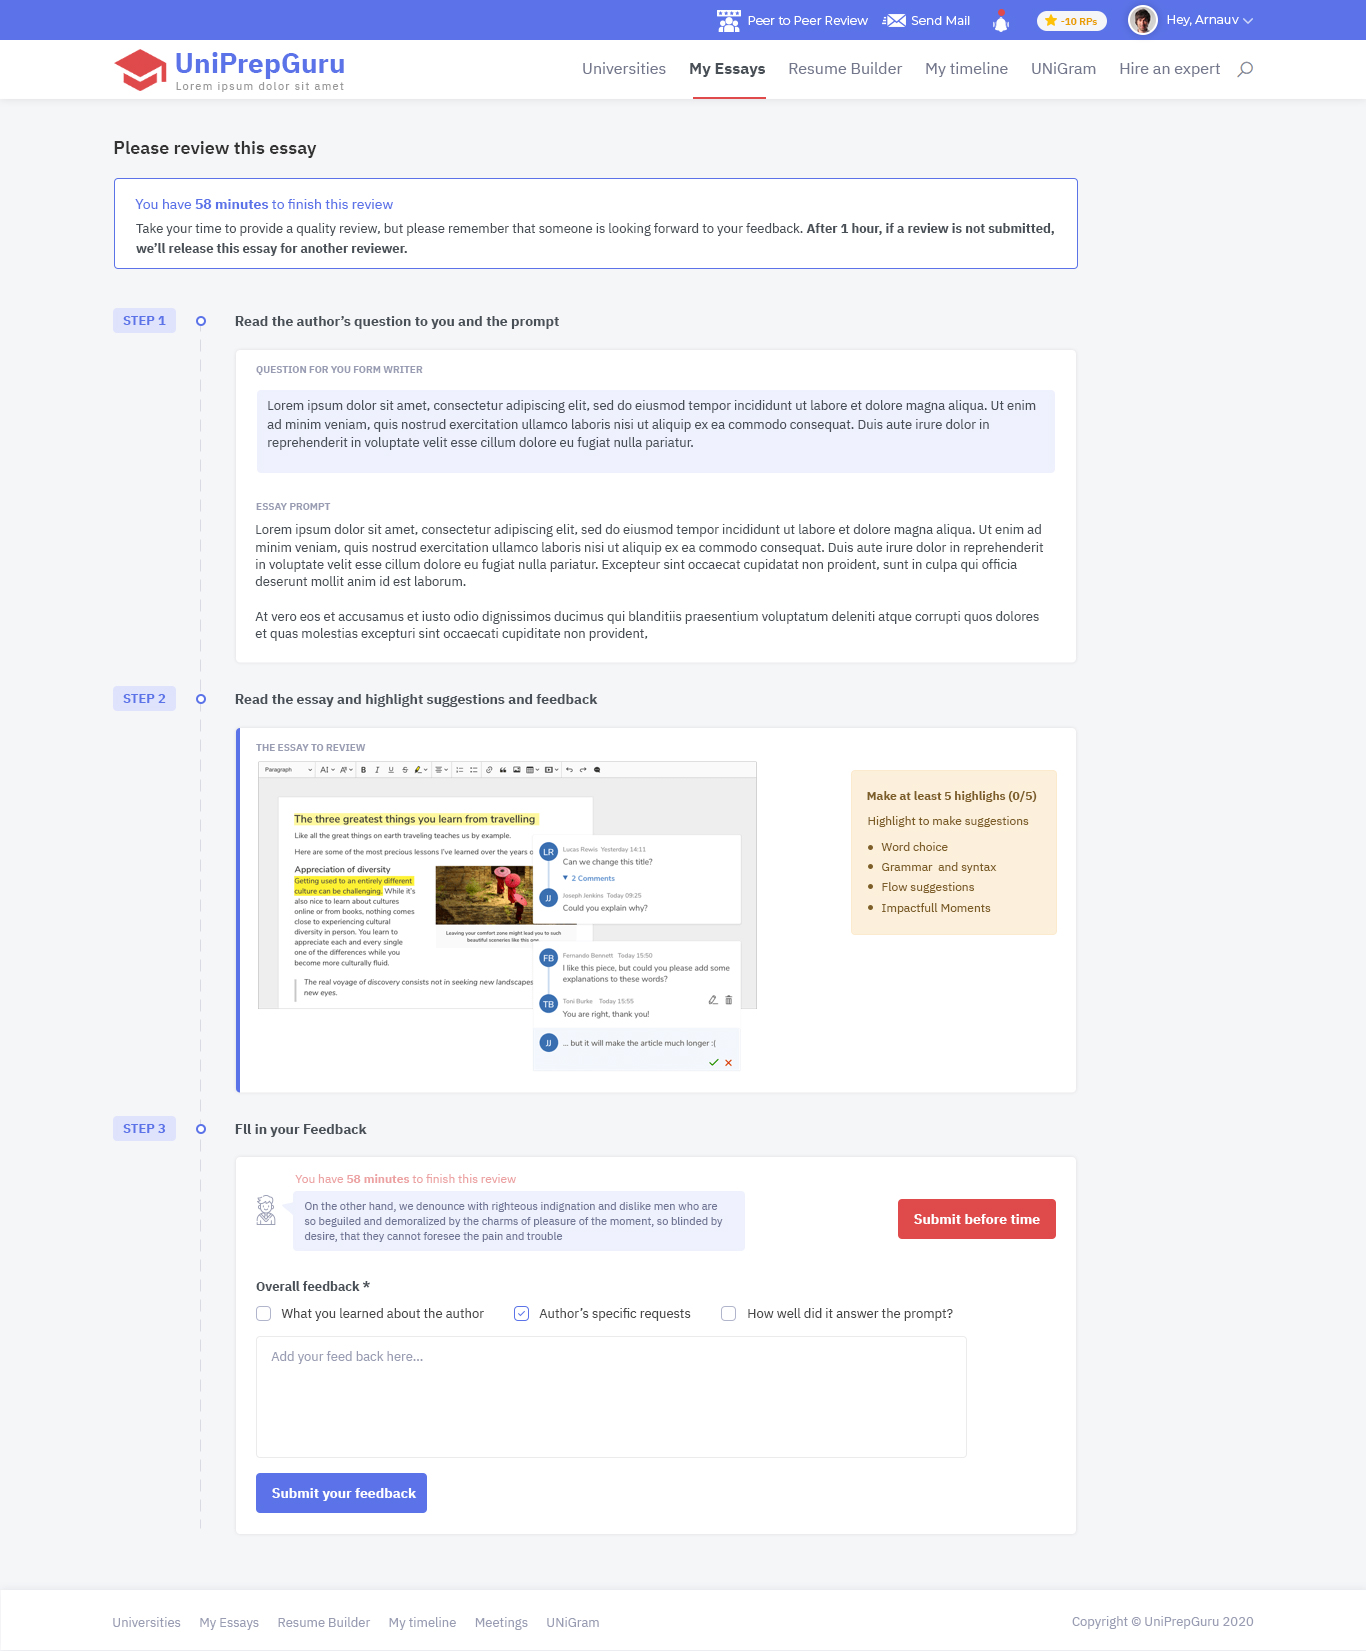 Peer to Peer Review
Send Mail
-10 RPs
Hey, Arnauv
UniPrepGuru
Lorem ipsum dolor sit amet
Universities
My Essays
Resume Builder
My timeline
UNiGram
Hire an expert
Please review this essay
You have 58 minutes to finish this review
Take your time to provide a quality review, but please remember that someone is looking forward to your feedback. After 1 hour, if a review is not submitted,
we’ll release this essay for another reviewer.
STEP 1
Read the author’s question to you and the prompt
QUESTION FOR YOU FORM WRITER
Lorem ipsum dolor sit amet, consectetur adipiscing elit, sed do eiusmod tempor incididunt ut labore et dolore magna aliqua. Ut enim
ad minim veniam, quis nostrud exercitation ullamco laboris nisi ut aliquip ex ea commodo consequat. Duis aute irure dolor in
reprehenderit in voluptate velit esse cillum dolore eu fugiat nulla pariatur.
ESSAY PROMPT
Lorem ipsum dolor sit amet, consectetur adipiscing elit, sed do eiusmod tempor incididunt ut labore et dolore magna aliqua. Ut enim ad
minim veniam, quis nostrud exercitation ullamco laboris nisi ut aliquip ex ea commodo consequat. Duis aute irure dolor in reprehenderit
in voluptate velit esse cillum dolore eu fugiat nulla pariatur. Excepteur sint occaecat cupidatat non proident, sunt in culpa qui officia
deserunt mollit anim id est laborum.
At vero eos et accusamus et iusto odio dignissimos ducimus qui blanditiis praesentium voluptatum deleniti atque corrupti quos dolores
et quas molestias excepturi sint occaecati cupiditate non provident,
STEP 2
Read the essay and highlight suggestions and feedback
THE ESSAY TO REVIEW
Paragraph
The three greatest things you learn from travelling
Like all the great things on earth traveling teaches us by example.
Here are some of the most precious lessons I’ve learned over the years o
Appreciation of diversity
Getting used to an entirely different
culture can be challenging. While it’s
also nice to learn about cultures
online or from books, nothing comes
close to experiencing cultural
diversity in person. You learn to
appreciate each and every single
one of the differences while you
become more culturally fluid.
Leaving your comfort zone might lead you to such
beautiful sceneries like this one
The real voyage of discovery consists not in seeking new landscapes
new eyes.
LR
Lucas Rewis Yesterday 14:11
Can we change this title?
2 Comments
JJ
Joseph Jenkins Today 09:25
Could you explain why?
FB
Fernando Bennett Today 15:50
I like this piece, but could you please add some
explanations to these words?
TB
Toni Burke Today 15:55
You are right, thank you!
JJ
... but it will make the article much longer :(
Make at least 5 highlighs (0/5)
Highlight to make suggestions
• Word choice
• Grammar and syntax
• Flow suggestions
• Impactfull Moments
STEP 3
Fll in your Feedback
You have 58 minutes to finish this review
On the other hand, we denounce with righteous indignation and dislike men who are
so beguiled and demoralized by the charms of pleasure of the moment, so blinded by
desire, that they cannot foresee the pain and trouble
Submit before time
Overall feedback *
What you learned about the author
Author’s specific requests
How well did it answer the prompt?
Add your feed back here...
Submit your feedback
Universities
My Essays
Resume Builder
My timeline
Meetings
UNiGram
Copyright © UniPrepGuru 2020